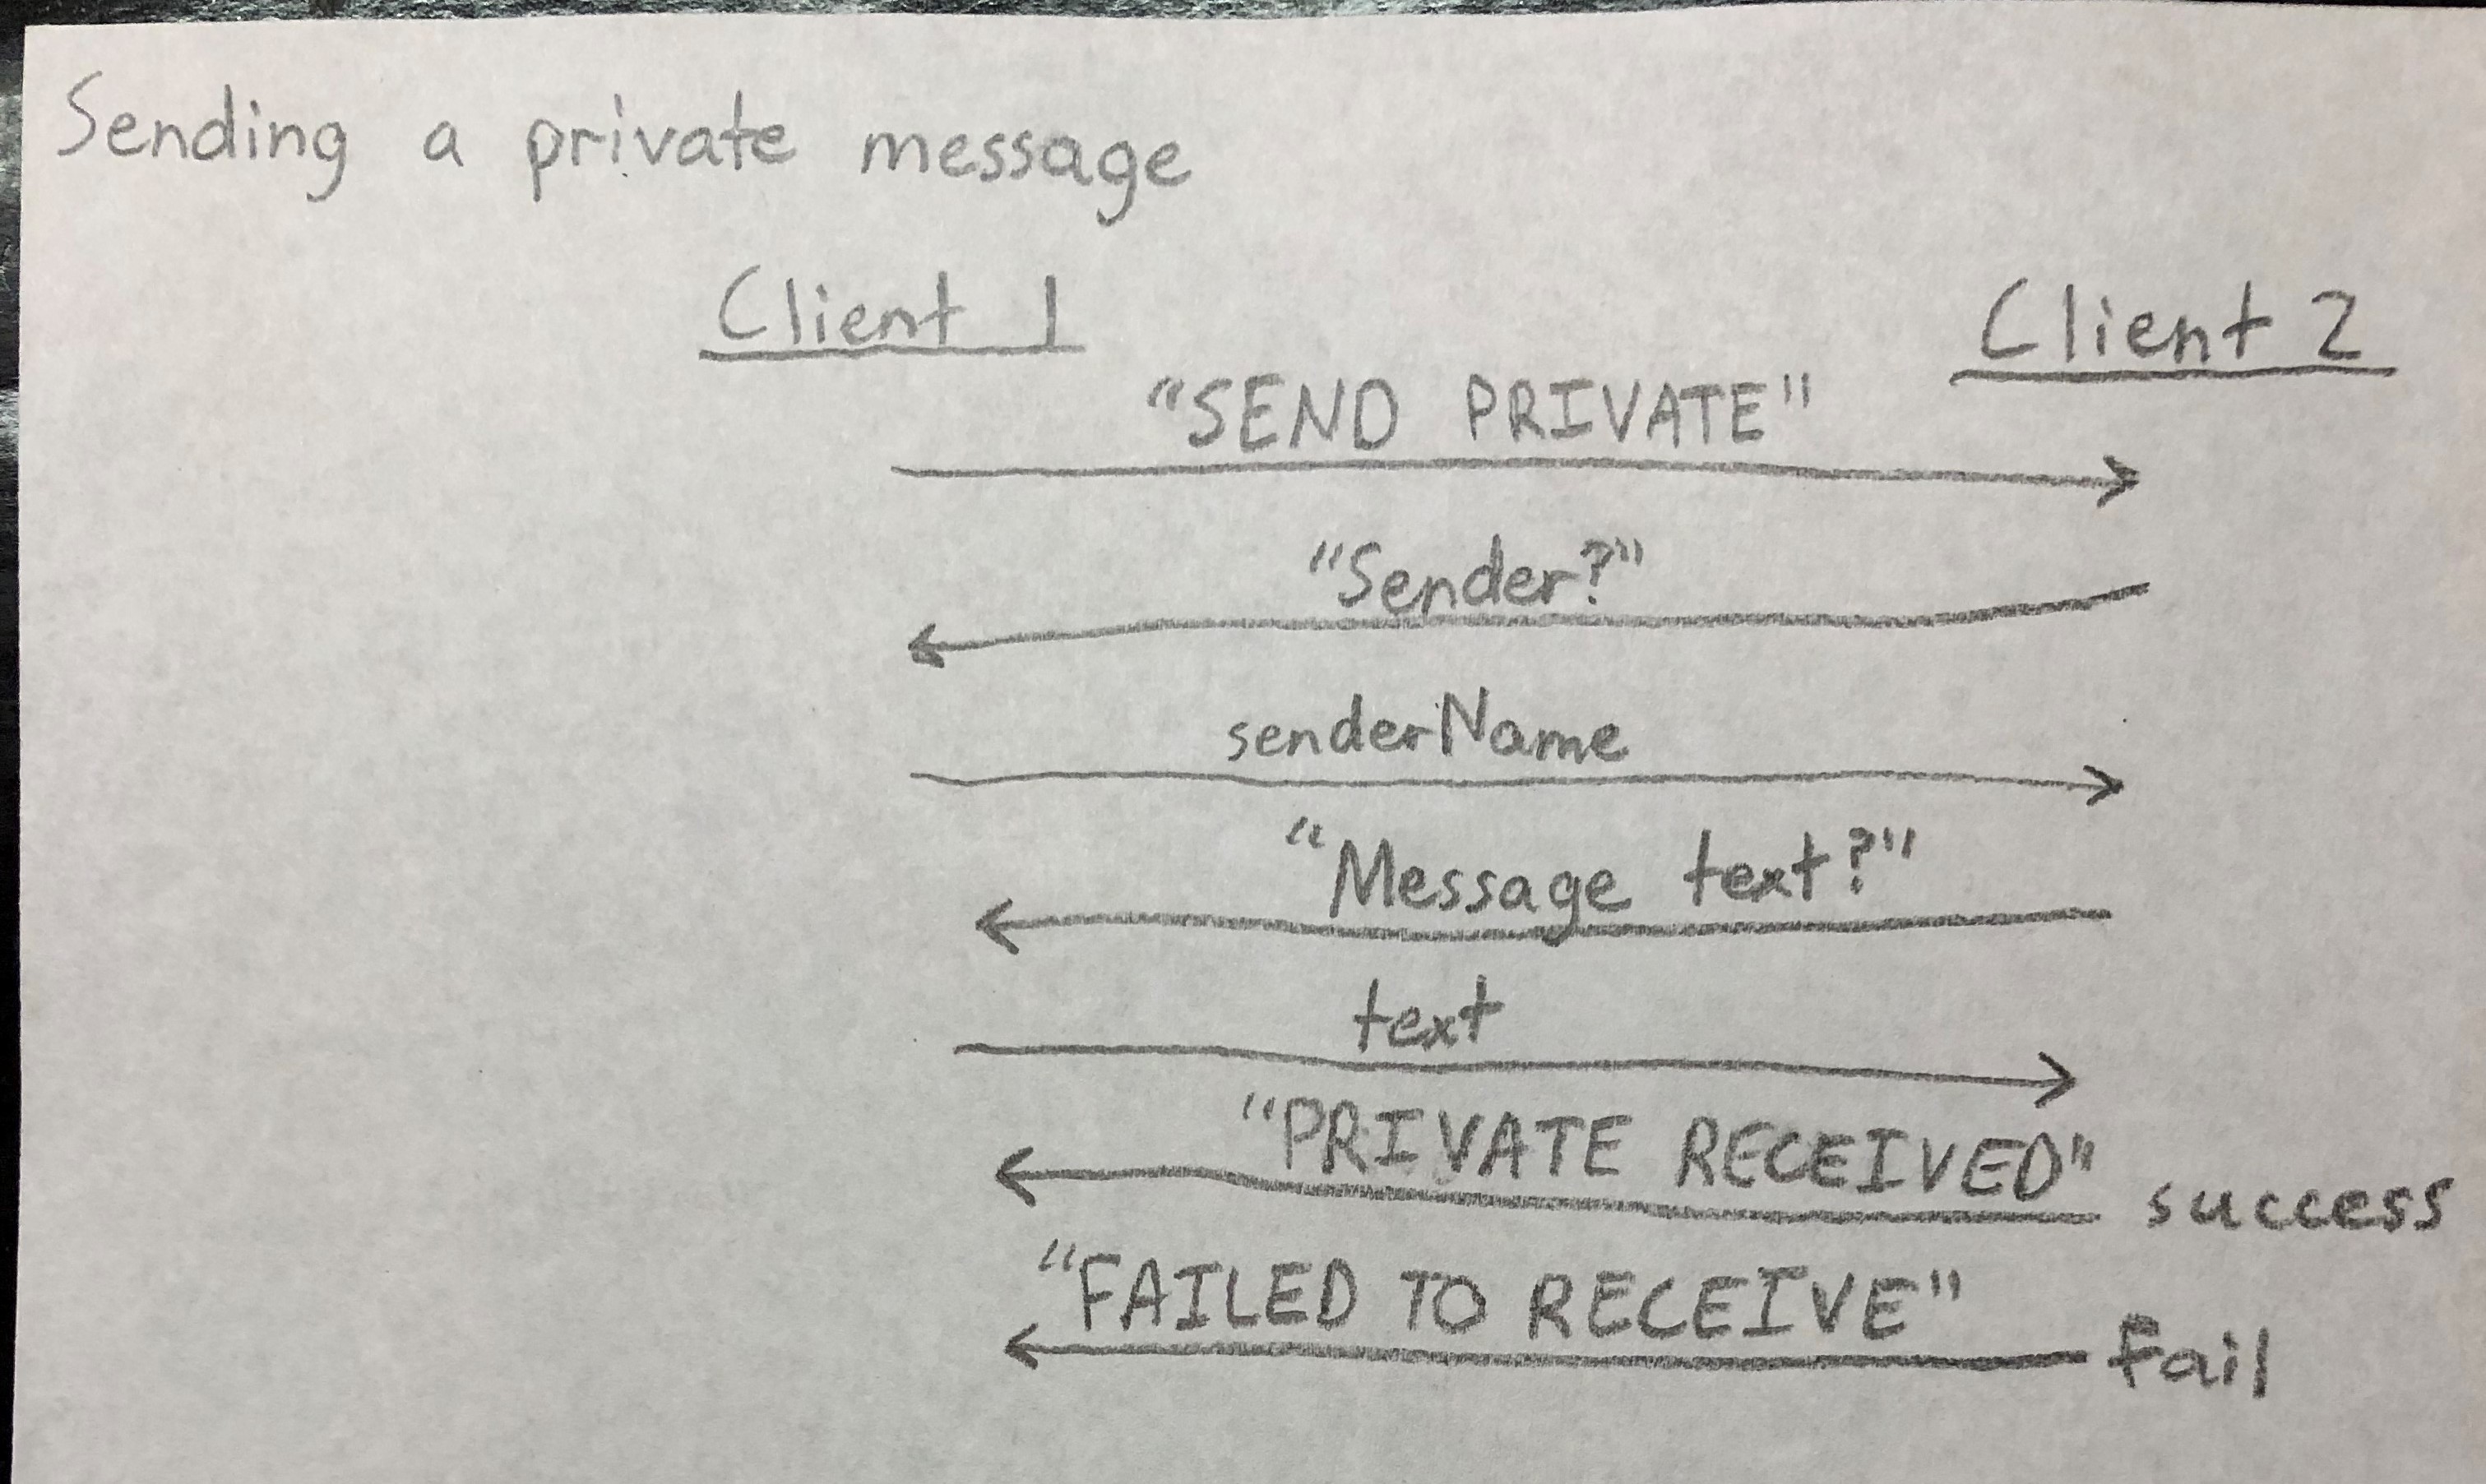 Sending a private message
Client 1 Client 2
"SEND PRIVATE"
"Sender?"
senderName
"Message text?"
text
"PRIVATE RECEIVED" success
"FAILED TO RECEIVE" fail